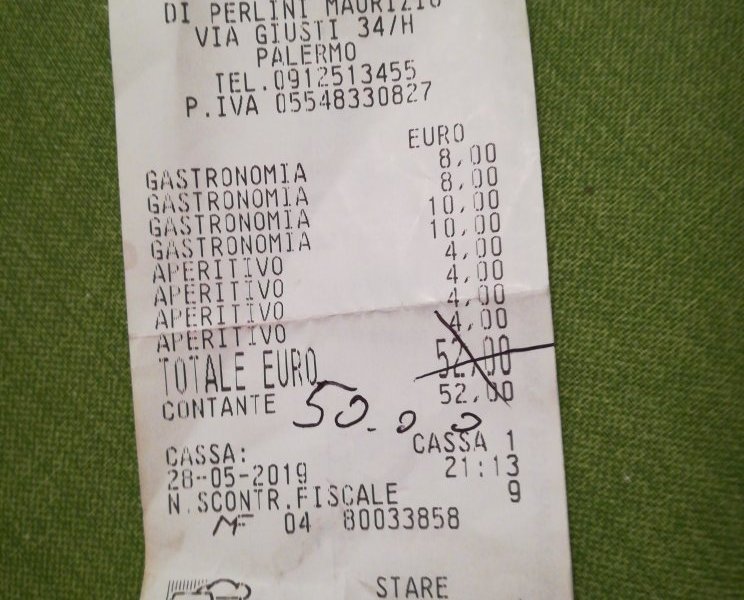 DI PERLINI MAURIZIO
VIA GIUSTI 34/H
PALERMO
TEL.0912513455
P.IVA 05548330827
EURO
GASTRONOMIA 8,00
GASTRONOMIA 8,00
GASTRONOMIA 10,00
GASTRONOMIA 10,00
APERITIVO 4,00
APERITIVO 4,00
APERITIVO 4,00
APERITIVO 4,00
TOTALE EURO 52,00
CONTANTE 52,00
50.00
CASSA: CASSA 1
28-05-2019 21:13
N.SCONTR.FISCALE 9
MF 04 80033858
STARE